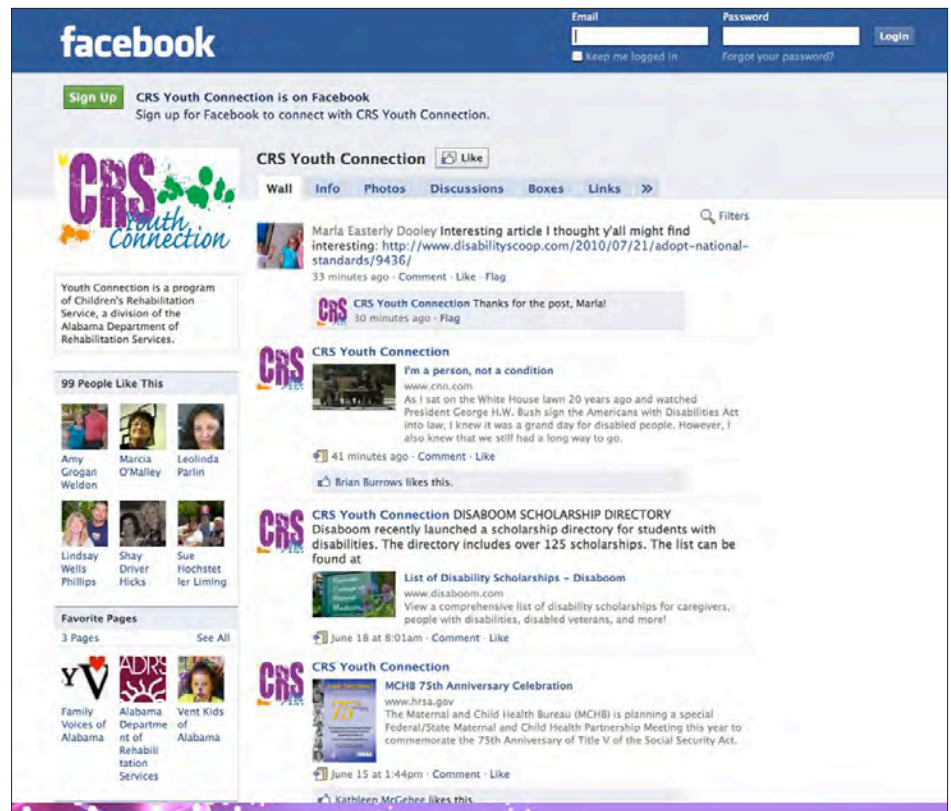 Email
Password
facebook
Login
Keep me logged in
Forgot your password?
Sign Up
CRS Youth Connection is on Facebook
Sign up for Facebook to connect with CRS Youth Connection.
CRS
Youth
Connection
CRS Youth Connection
Like
Wall
Info
Photos
Discussions
Boxes
Links
»
Filters
Marla Easterly Dooley Interesting article I thought y'all might find
interesting: http://www.disabilityscoop.com/2010/07/21/adopt-national-
standards/9436/
33 minutes ago · Comment · Like · Flag
CRS
CRS Youth Connection Thanks for the post, Marla!
30 minutes ago · Flag
Youth Connection is a program
of Children's Rehabilitation
Service, a division of the
Alabama Department of
Rehabilitation Services.
CRS
CRS Youth Connection
I'm a person, not a condition
www.cnn.com
As I sat on the White House lawn 20 years ago and watched
President George H.W. Bush sign the Americans with Disabilities Act
into law, I knew it was a grand day for disabled people. However, I
also knew that we still had a long way to go.
41 minutes ago · Comment · Like
Brian Burrows likes this.
99 People Like This
Amy
Grogan
Weldon
Marcia
O'Malley
Leolinda
Parlin
Lindsay
Wells
Phillips
Shay
Driver
Hicks
Sue
Hochstet
ler Liming
CRS
CRS Youth Connection DISABOOM SCHOLARSHIP DIRECTORY
Disaboom recently launched a scholarship directory for students with
disabilities. The directory includes over 125 scholarships. The list can be
found at
List of Disability Scholarships – Disaboom
www.disaboom.com
View a comprehensive list of disability scholarships for caregivers,
people with disabilities, disabled veterans, and more!
June 18 at 8:01am · Comment · Like
Favorite Pages
3 Pages
See All
YV
ADRS
Family
Voices of
Alabama
Alabama
Departme
nt of
Rehabili
tation
Services
Vent Kids
of
Alabama
CRS
CRS Youth Connection
MCHB 75th Anniversary Celebration
www.hrsa.gov
The Maternal and Child Health Bureau (MCHB) is planning a special
Federal/State Maternal and Child Health Partnership Meeting this year to
commemorate the 75th Anniversary of Title V of the Social Security Act.
75
June 15 at 1:44pm · Comment · Like
Kathleen McGehee likes this.